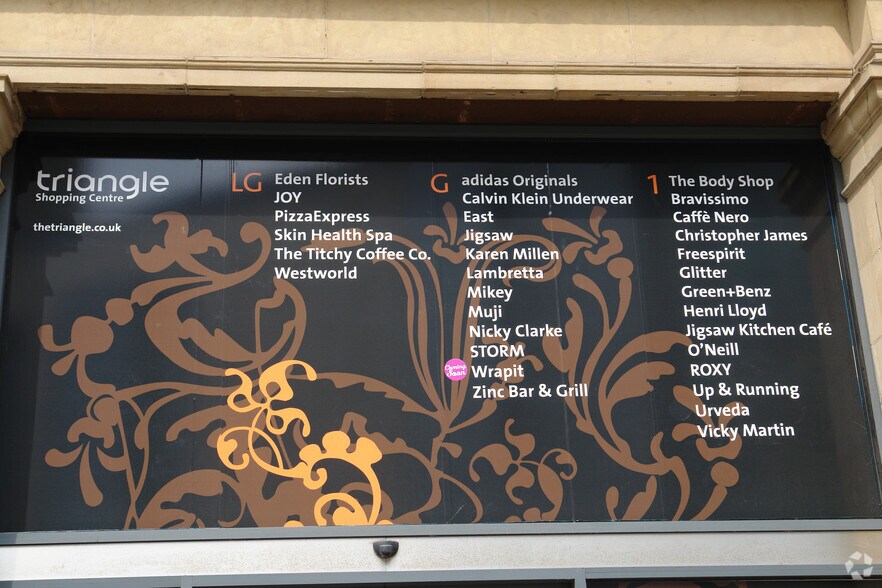 triangle
Shopping Centre
thetriangle.co.uk
LG
Eden Florists
JOY
PizzaExpress
Skin Health Spa
The Titchy Coffee Co.
Westworld
G
adidas Originals
Calvin Klein Underwear
East
Jigsaw
Karen Millen
Lambretta
Mikey
Muji
Nicky Clarke
STORM
Coming Soon
Wrapit
Zinc Bar & Grill
1
The Body Shop
Bravissimo
Caffè Nero
Christopher James
Freespirit
Glitter
Green+Benz
Henri Lloyd
Jigsaw Kitchen Café
O'Neill
ROXY
Up & Running
Urveda
Vicky Martin